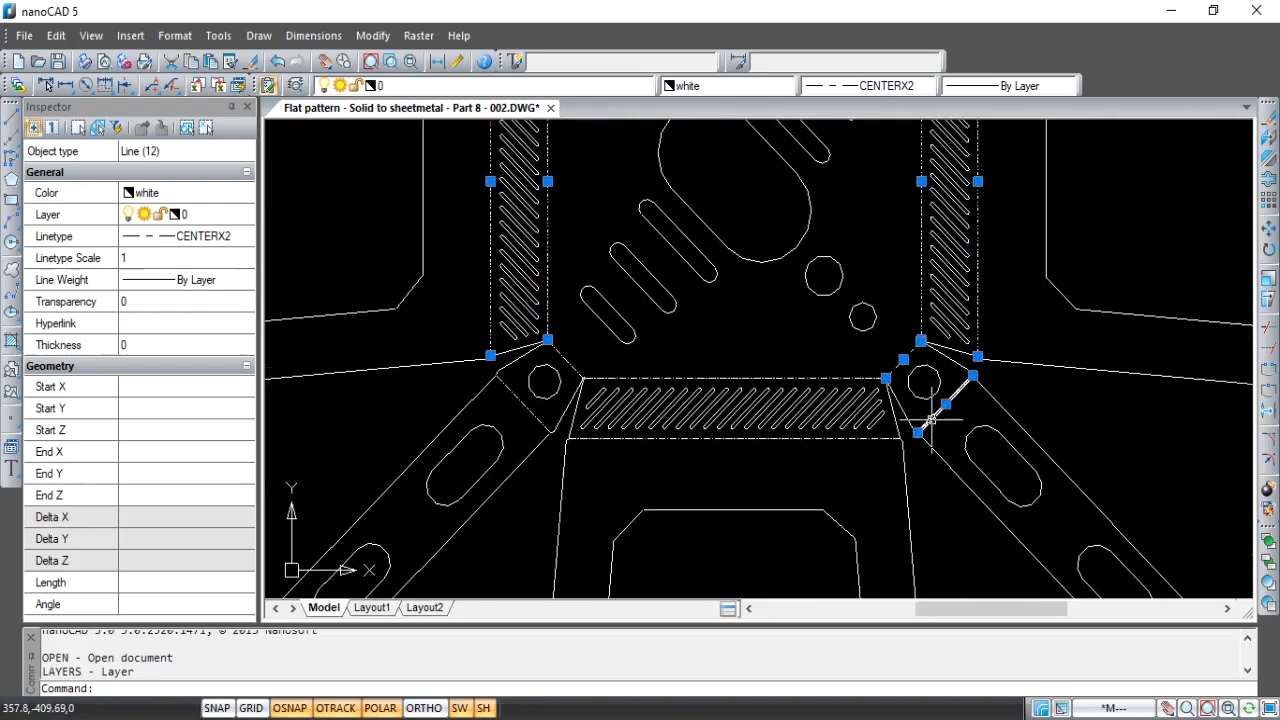 nanoCAD 5
File Edit View Insert Format Tools Draw Dimensions Modify Raster Help
0 white CENTERX2 By Layer
Inspector
Flat pattern - Solid to sheetmetal - Part 8 - 002.DWG*
1
Object type Line (12)
General
Color white
Layer 0
Linetype CENTERX2
Linetype Scale 1
Line Weight By Layer
Transparency 0
Hyperlink
Thickness 0
Geometry
Start X
Start Y
Start Z
End X
End Y
End Z
Delta X
Delta Y
Delta Z
Length
Angle
Y
X
Model Layout1 Layout2
OPEN - Open document
LAYERS - Layer
Command:
357.8,-409.69,0 SNAP GRID OSNAP OTRACK POLAR ORTHO SW SH *M---